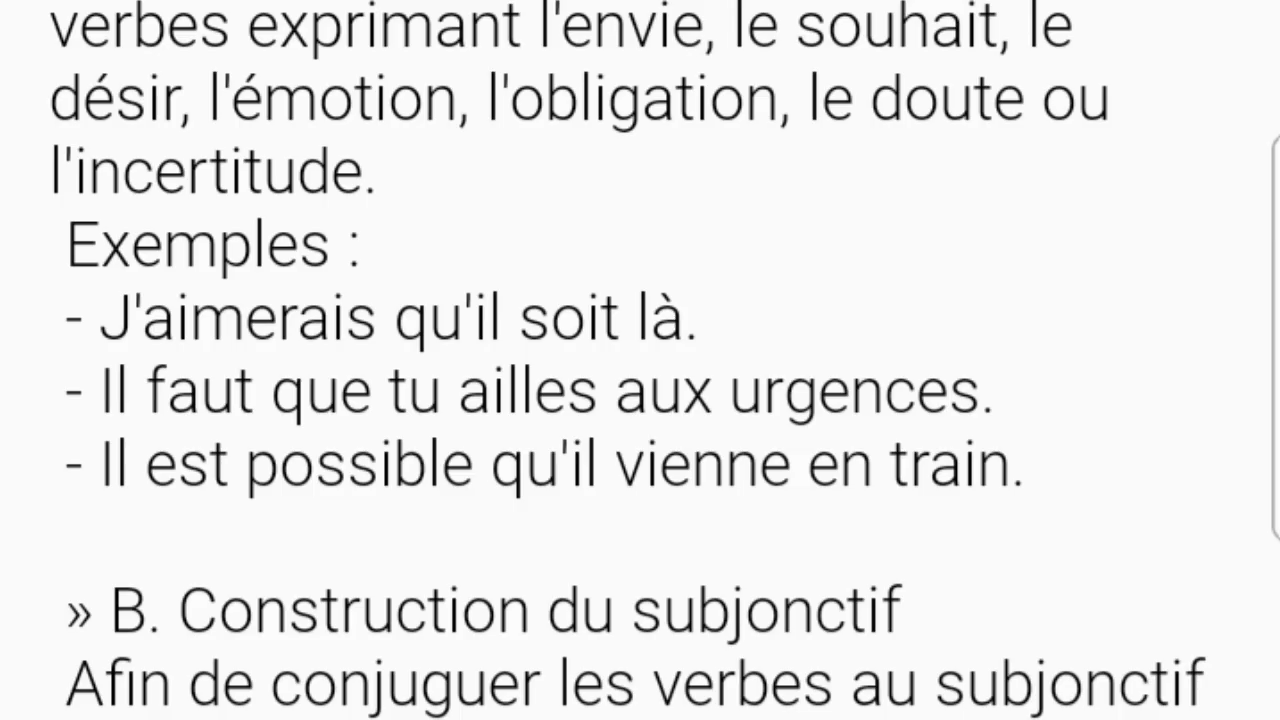 verbes exprimant l'envie, le souhait, le
désir, l'émotion, l'obligation, le doute ou
l'incertitude.
Exemples :
- J'aimerais qu'il soit là.
- Il faut que tu ailles aux urgences.
- Il est possible qu'il vienne en train.
» B. Construction du subjonctif
Afin de conjuguer les verbes au subjonctif